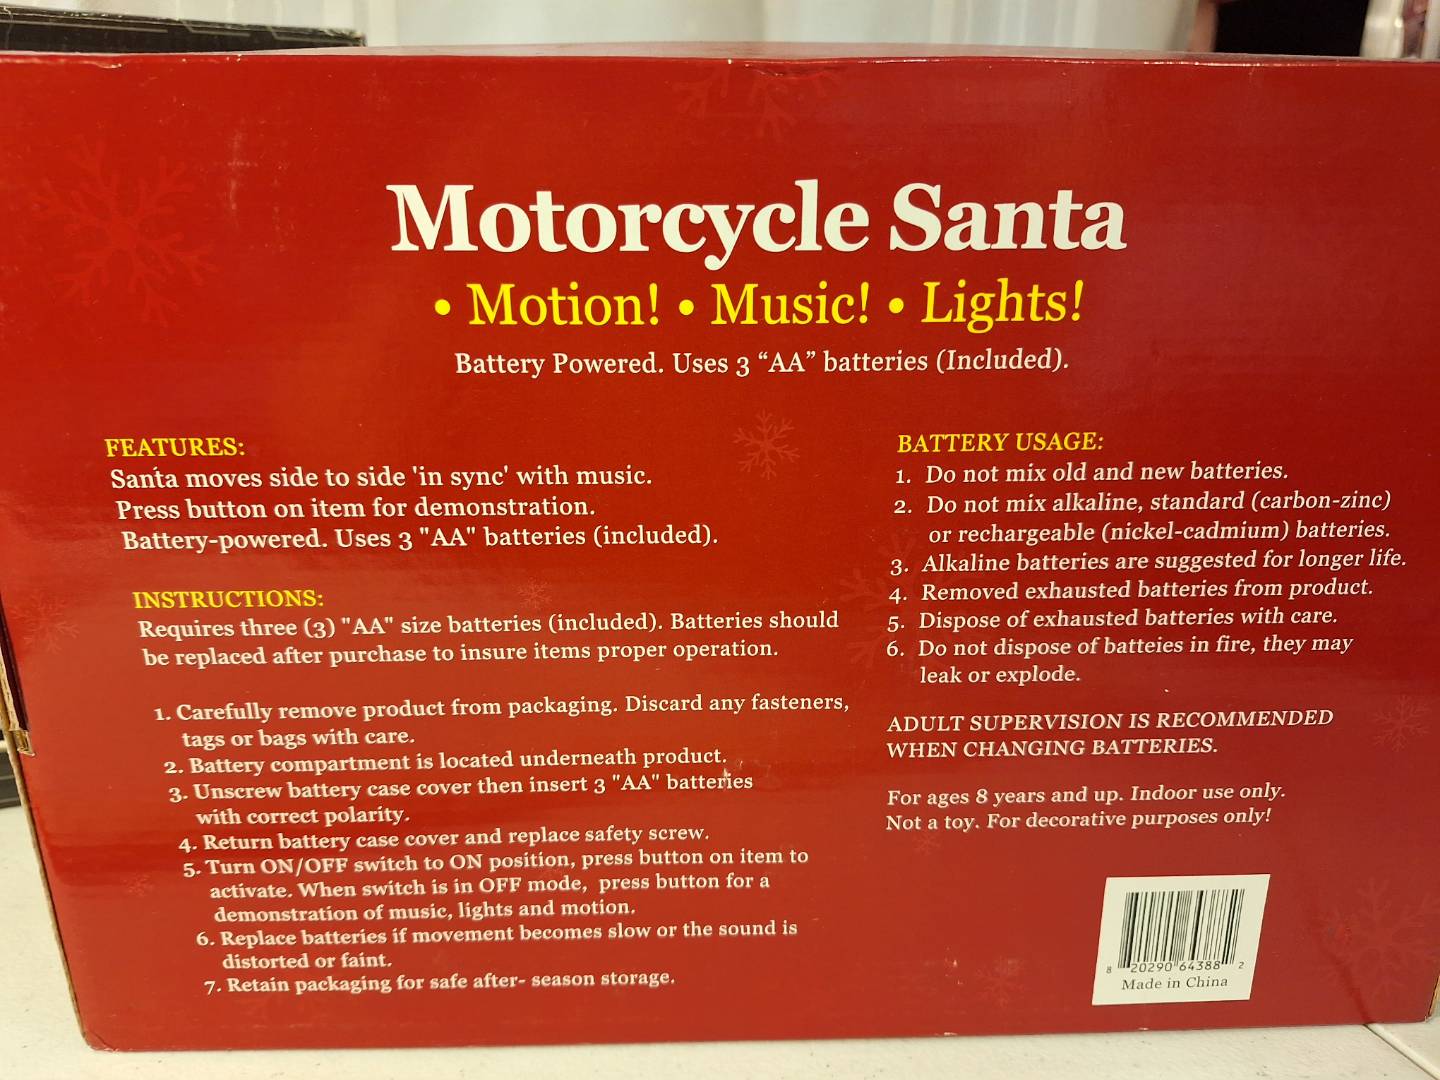 Motorcycle Santa
• Motion! • Music! • Lights!
Battery Powered. Uses 3 “AA” batteries (Included).
FEATURES:
Santa moves side to side 'in sync' with music.
Press button on item for demonstration.
Battery-powered. Uses 3 "AA" batteries (included).
INSTRUCTIONS:
Requires three (3) "AA" size batteries (included). Batteries should
be replaced after purchase to insure items proper operation.
1. Carefully remove product from packaging. Discard any fasteners,
tags or bags with care.
2. Battery compartment is located underneath product.
3. Unscrew battery case cover then insert 3 "AA" batteries
with correct polarity.
4. Return battery case cover and replace safety screw.
5. Turn ON/OFF switch to ON position, press button on item to
activate. When switch is in OFF mode, press button for a
demonstration of music, lights and motion.
6. Replace batteries if movement becomes slow or the sound is
distorted or faint.
7. Retain packaging for safe after- season storage.
BATTERY USAGE:
1. Do not mix old and new batteries.
2. Do not mix alkaline, standard (carbon-zinc)
or rechargeable (nickel-cadmium) batteries.
3. Alkaline batteries are suggested for longer life.
4. Removed exhausted batteries from product.
5. Dispose of exhausted batteries with care.
6. Do not dispose of batteies in fire, they may
leak or explode.
ADULT SUPERVISION IS RECOMMENDED
WHEN CHANGING BATTERIES.
For ages 8 years and up. Indoor use only.
Not a toy. For decorative purposes only!
8 20290 64388 2
Made in China